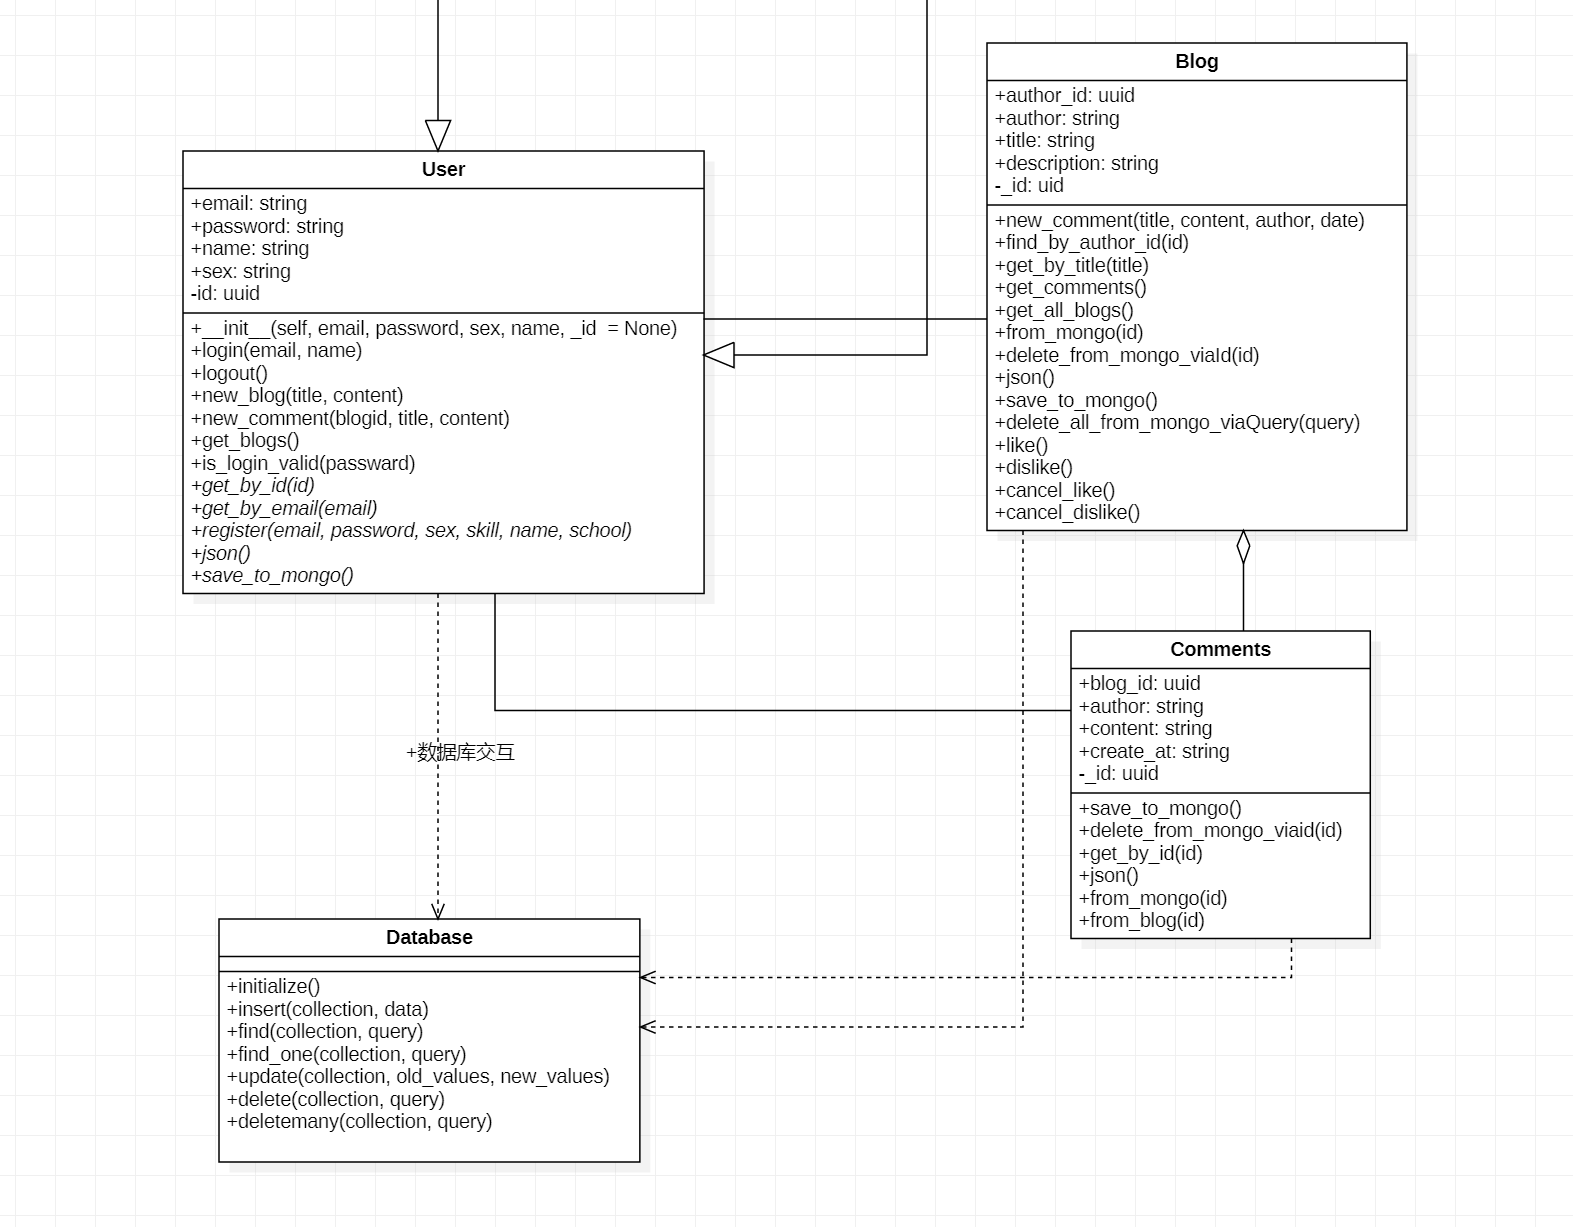 User
+email: string
+password: string
+name: string
+sex: string
-id: uuid
+__init__(self, email, password, sex, name, _id  = None)
+login(email, name)
+logout()
+new_blog(title, content)
+new_comment(blogid, title, content)
+get_blogs()
+is_login_valid(passward)
+get_by_id(id)
+get_by_email(email)
+register(email, password, sex, skill, name, school)
+json()
+save_to_mongo()
Blog
+author_id: uuid
+author: string
+title: string
+description: string
-_id: uid
+new_comment(title, content, author, date)
+find_by_author_id(id)
+get_by_title(title)
+get_comments()
+get_all_blogs()
+from_mongo(id)
+delete_from_mongo_viaId(id)
+json()
+save_to_mongo()
+delete_all_from_mongo_viaQuery(query)
+like()
+dislike()
+cancel_like()
+cancel_dislike()
Comments
+blog_id: uuid
+author: string
+content: string
+create_at: string
-_id: uuid
+save_to_mongo()
+delete_from_mongo_viaid(id)
+get_by_id(id)
+json()
+from_mongo(id)
+from_blog(id)
+数据库交互
Database
+initialize()
+insert(collection, data)
+find(collection, query)
+find_one(collection, query)
+update(collection, old_values, new_values)
+delete(collection, query)
+deletemany(collection, query)